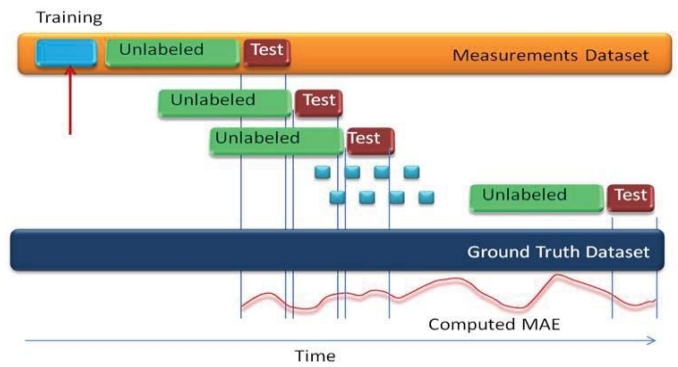 Training
Unlabeled Test Measurements Dataset
Unlabeled Test
Unlabeled Test
Unlabeled Test
Ground Truth Dataset
Computed MAE
Time